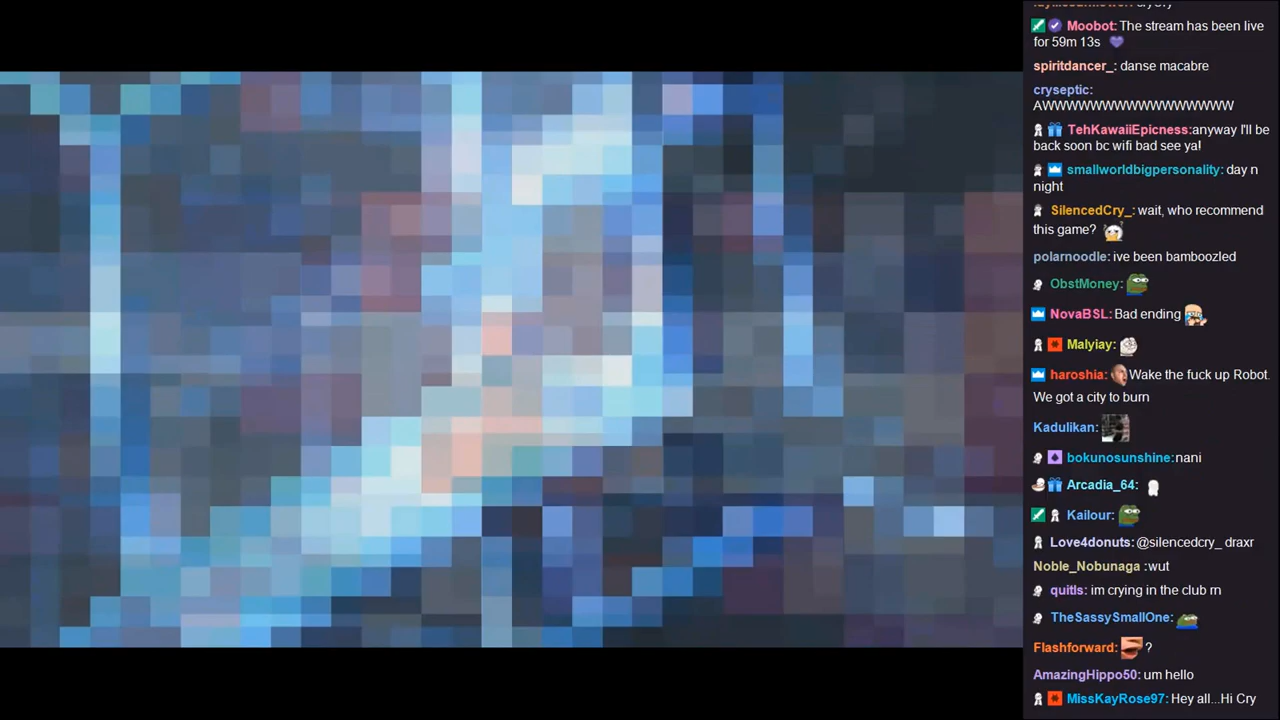 Moobot: The stream has been live
for 59m 13s
spiritdancer_: danse macabre
cryseptic:
AWWWWWWWWWWWWWWWWW
TehKawaiiEpicness:anyway I'll be
back soon bc wifi bad see ya!
smallworldbigpersonality: day n
night
SilencedCry_: wait, who recommend
this game?
polarnoodle: ive been bamboozled
ObstMoney:
NovaBSL: Bad ending
Malyiay:
haroshia: Wake the fuck up Robot.
We got a city to burn
Kadulikan:
bokunosunshine: nani
Arcadia_64:
Kailour:
Love4donuts: @silencedcry_ draxr
Noble_Nobunaga :wut
quitls: im crying in the club rn
TheSassySmallOne:
Flashforward: ?
AmazingHippo50: um hello
MissKayRose97: Hey all...Hi Cry